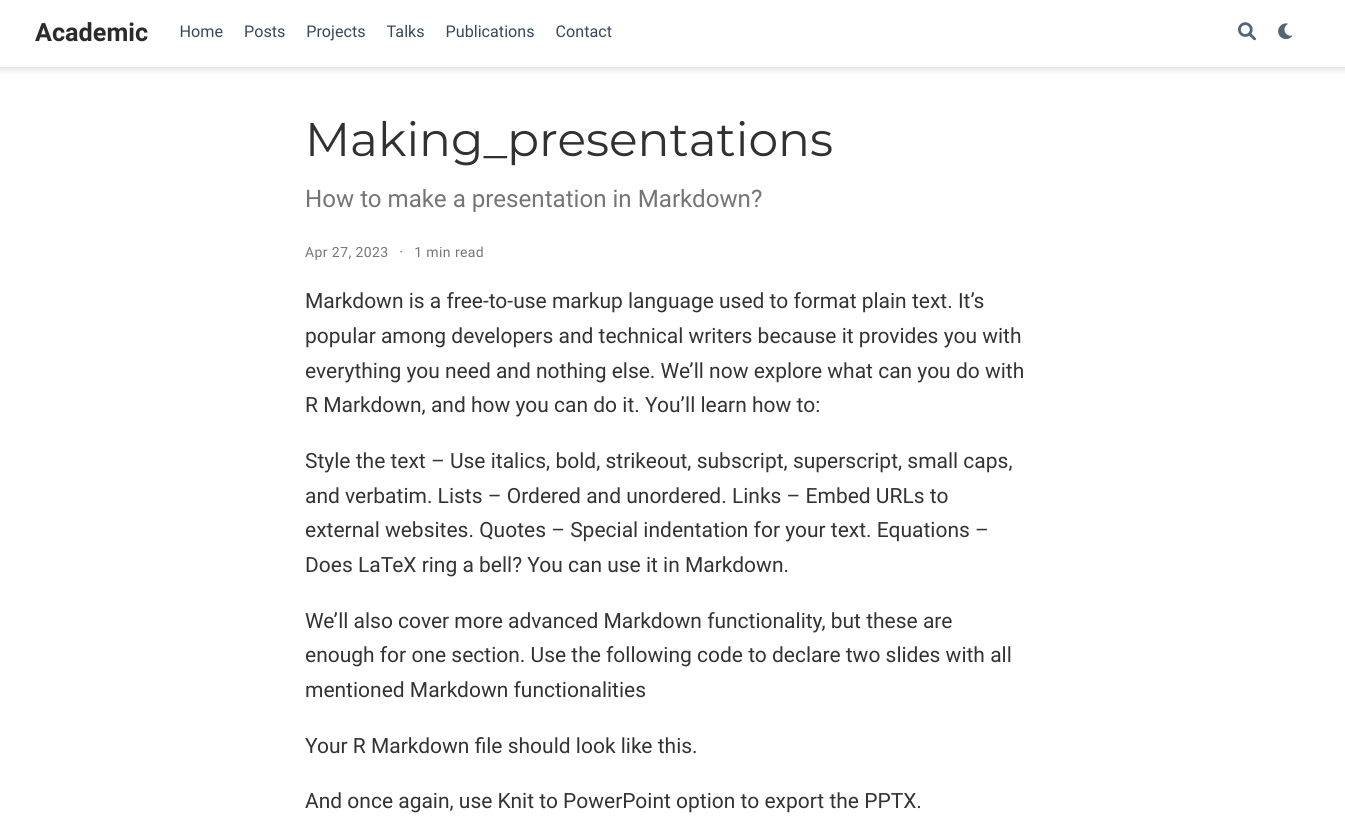 Academic Home Posts Projects Talks Publications Contact
Making_presentations
How to make a presentation in Markdown?
Apr 27, 2023 · 1 min read
Markdown is a free-to-use markup language used to format plain text. It’s
popular among developers and technical writers because it provides you with
everything you need and nothing else. We’ll now explore what can you do with
R Markdown, and how you can do it. You’ll learn how to:
Style the text – Use italics, bold, strikeout, subscript, superscript, small caps,
and verbatim. Lists – Ordered and unordered. Links – Embed URLs to
external websites. Quotes – Special indentation for your text. Equations –
Does LaTeX ring a bell? You can use it in Markdown.
We’ll also cover more advanced Markdown functionality, but these are
enough for one section. Use the following code to declare two slides with all
mentioned Markdown functionalities
Your R Markdown file should look like this.
And once again, use Knit to PowerPoint option to export the PPTX.